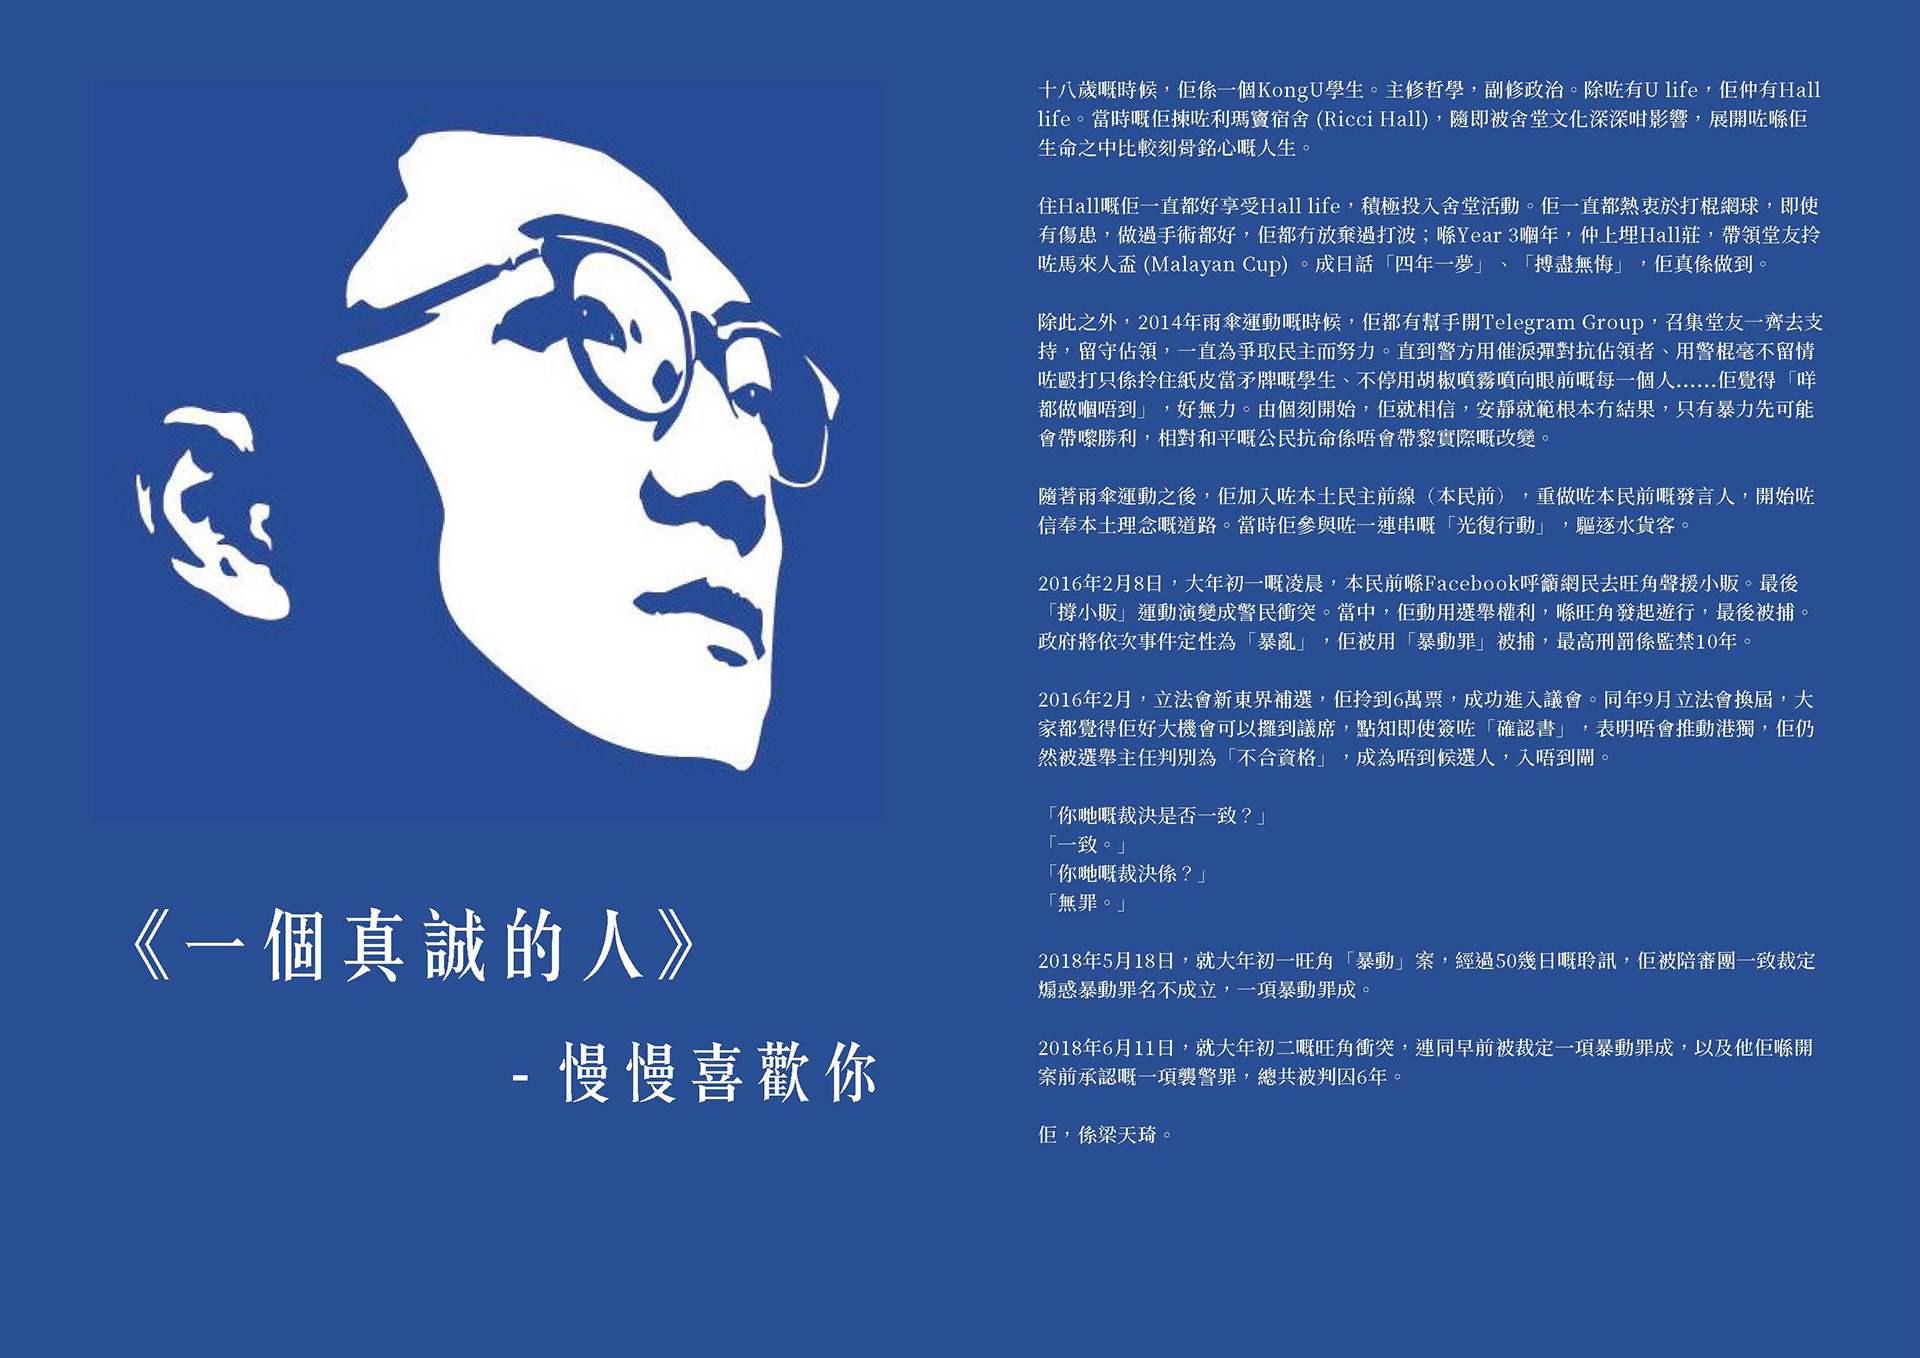 《一個真誠的人》
- 慢慢喜歡你
十八歲嘅時候，佢係一個KongU學生。主修哲學，副修政治。除咗有U life，佢仲有Hall
life。當時嘅佢揀咗利瑪竇宿舍 (Ricci Hall)，隨即被舍堂文化深深咁影響，展開咗喺佢
生命之中比較刻骨銘心嘅人生。
住Hall嘅佢一直都好享受Hall life，積極投入舍堂活動。佢一直都熱衷於打棍網球，即使
有傷患，做過手術都好，佢都冇放棄過打波；喺Year 3嗰年，仲上埋Hall莊，帶領堂友拎
咗馬來人盃 (Malayan Cup) 。成日話「四年一夢」、「搏盡無悔」，佢真係做到。
除此之外，2014年雨傘運動嘅時候，佢都有幫手開Telegram Group，召集堂友一齊去支
持，留守佔領，一直為爭取民主而努力。直到警方用催淚彈對抗佔領者、用警棍毫不留情
咗毆打只係拎住紙皮當矛牌嘅學生、不停用胡椒噴霧噴向眼前嘅每一個人……佢覺得「咩
都做嗰唔到」，好無力。由個刻開始，佢就相信，安靜就範根本冇結果，只有暴力先可能
會帶嚟勝利，相對和平嘅公民抗命係唔會帶黎實際嘅改變。
隨著雨傘運動之後，佢加入咗本土民主前線（本民前），重做咗本民前嘅發言人，開始咗
信奉本土理念嘅道路。當時佢參與咗一連串嘅「光復行動」，驅逐水貨客。
2016年2月8日，大年初一嘅凌晨，本民前喺Facebook呼籲網民去旺角聲援小販。最後
「撐小販」運動演變成警民衝突。當中，佢動用選舉權利，喺旺角發起遊行，最後被捕。
政府將依次事件定性為「暴亂」，佢被用「暴動罪」被捕，最高刑罰係監禁10年。
2016年2月，立法會新東界補選，佢拎到6萬票，成功進入議會。同年9月立法會換屆，大
家都覺得佢好大機會可以攞到議席，點知即使簽咗「確認書」，表明唔會推動港獨，佢仍
然被選舉主任判別為「不合資格」，成為唔到候選人，入唔到閘。
「你哋嘅裁決是否一致？」
「一致。」
「你哋嘅裁決係？」
「無罪。」
2018年5月18日，就大年初一旺角「暴動」案，經過50幾日嘅聆訊，佢被陪審團一致裁定
煽惑暴動罪名不成立，一項暴動罪成。
2018年6月11日，就大年初二嘅旺角衝突，連同早前被裁定一項暴動罪成，以及他佢喺開
案前承認嘅一項襲警罪，總共被判囚6年。
佢，係梁天琦。